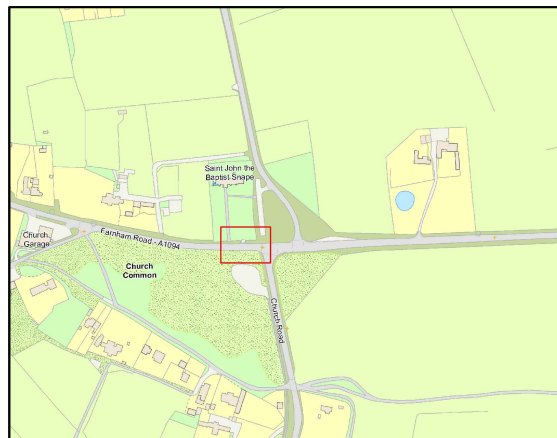 Saint John the
Baptist Snape
Church
Garage
Farnham Road - A1094
Church
Common
Church Road